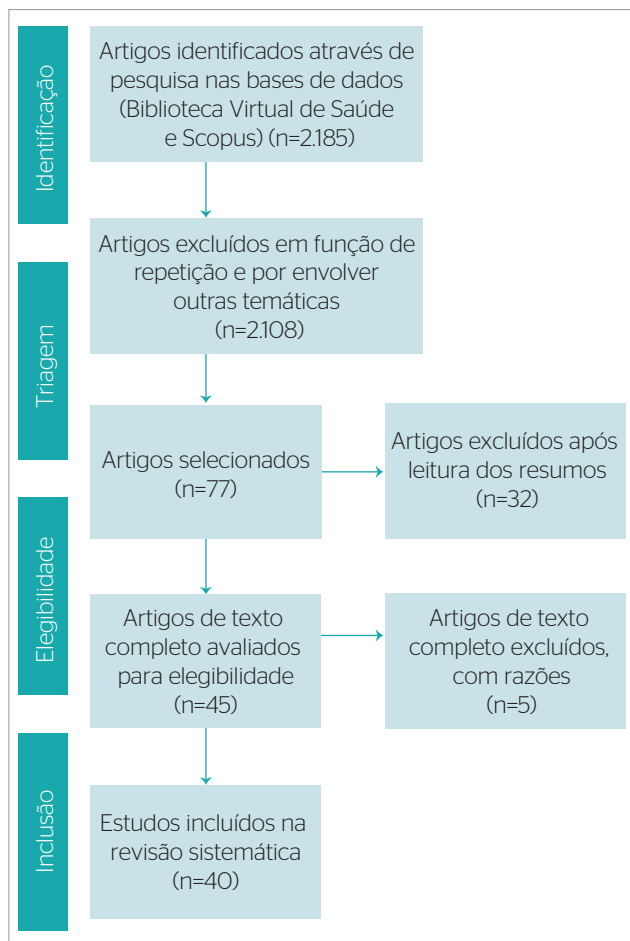 Identificação
Artigos identificados através de
pesquisa nas bases de dados
(Biblioteca Virtual de Saúde
e Scopus) (n=2.185)
Artigos excluídos em função de
repetição e por envolver
outras temáticas
(n=2.108)
Triagem
Artigos selecionados
(n=77)
Artigos excluídos após
leitura dos resumos
(n=32)
Elegibilidade
Artigos de texto
completo avaliados
para elegibilidade
(n=45)
Artigos de texto
completo excluídos,
com razões
(n=5)
Inclusão
Estudos incluídos na
revisão sistemática
(n=40)